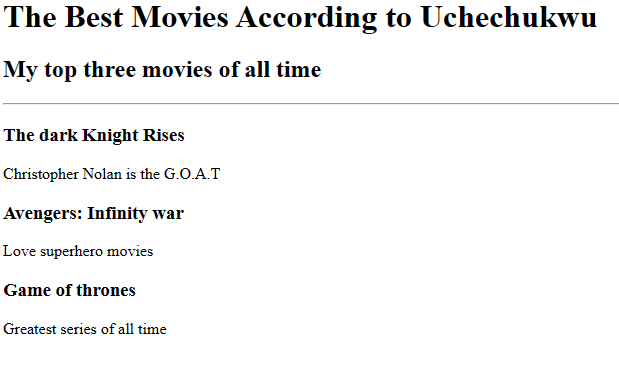 The Best Movies According to Uchechukwu
My top three movies of all time
The dark Knight Rises
Christopher Nolan is the G.O.A.T
Avengers: Infinity war
Love superhero movies
Game of thrones
Greatest series of all time